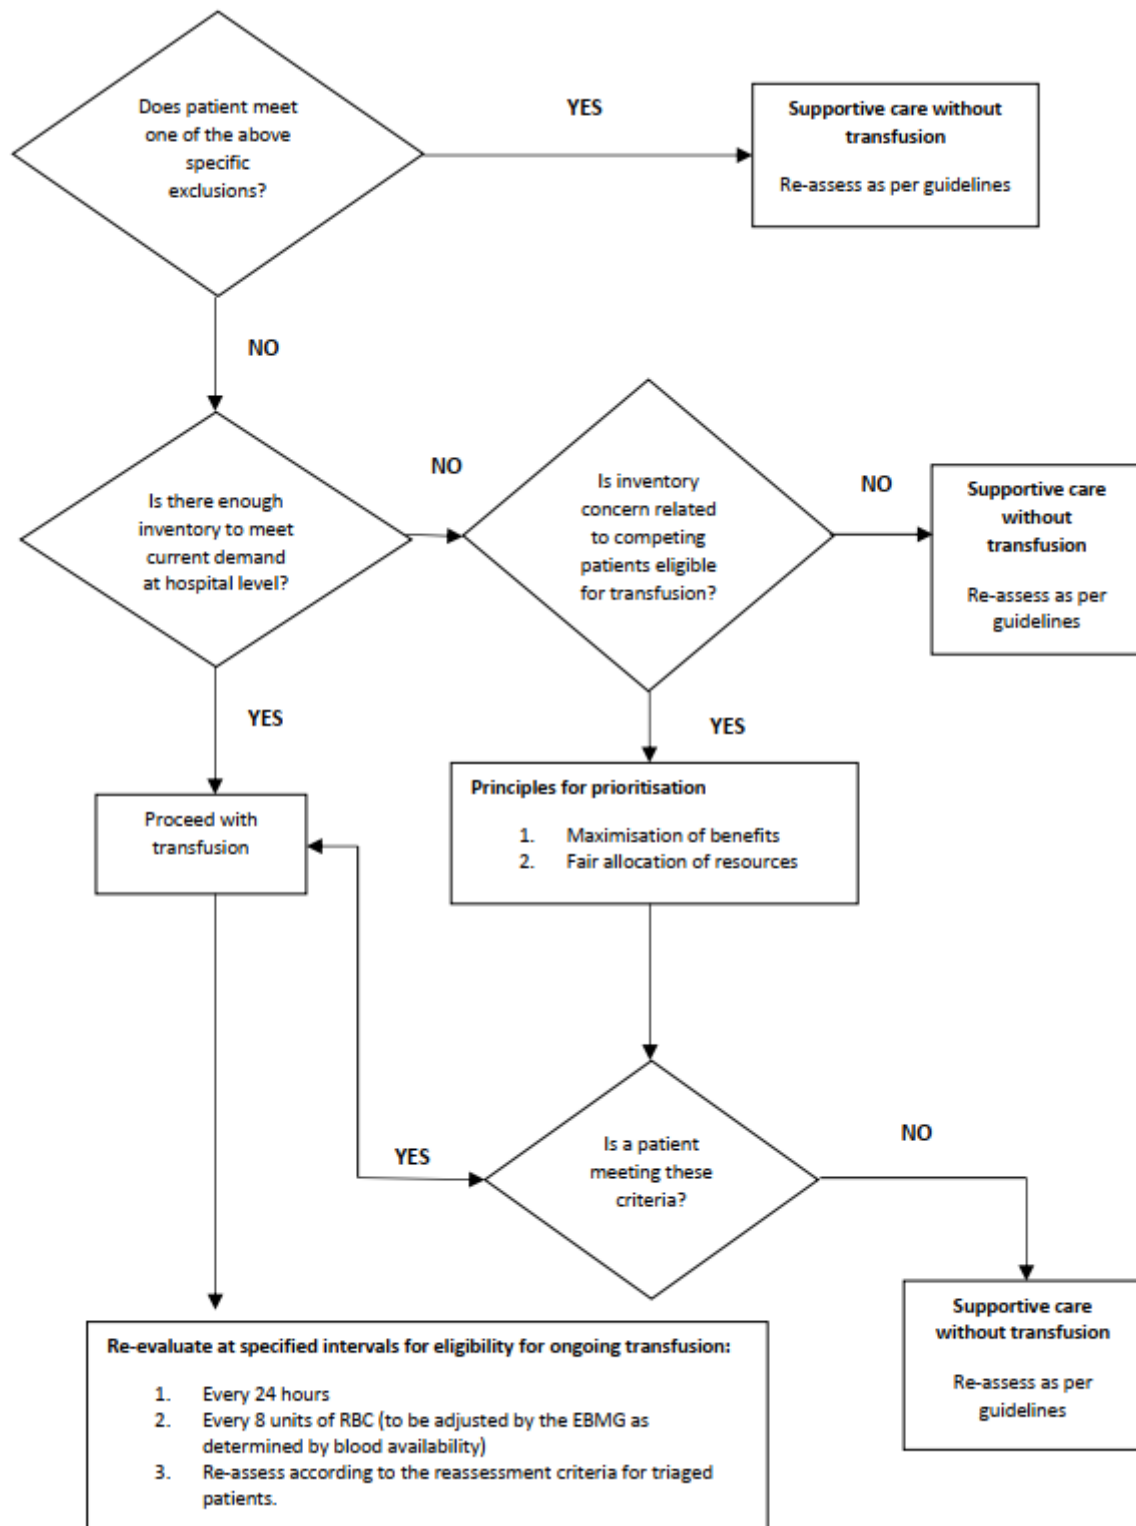 Does patient meet
one of the above
specific
exclusions?
YES
Supportive care without
transfusion
Re-assess as per guidelines
NO
Is there enough
inventory to meet
current demand
at hospital level?
NO
Is inventory
concern related
to competing
patients eligible
for transfusion?
NO
Supportive care
without
transfusion
Re-assess as per
guidelines
YES
YES
Proceed with
transfusion
Principles for prioritisation
1. Maximisation of benefits
2. Fair allocation of resources
Is a patient
meeting these
criteria?
YES
NO
Supportive care
without transfusion
Re-assess as per
guidelines
Re-evaluate at specified intervals for eligibility for ongoing transfusion:
1. Every 24 hours
2. Every 8 units of RBC (to be adjusted by the EBMG as
determined by blood availability)
3. Re-assess according to the reassessment criteria for triaged
patients.